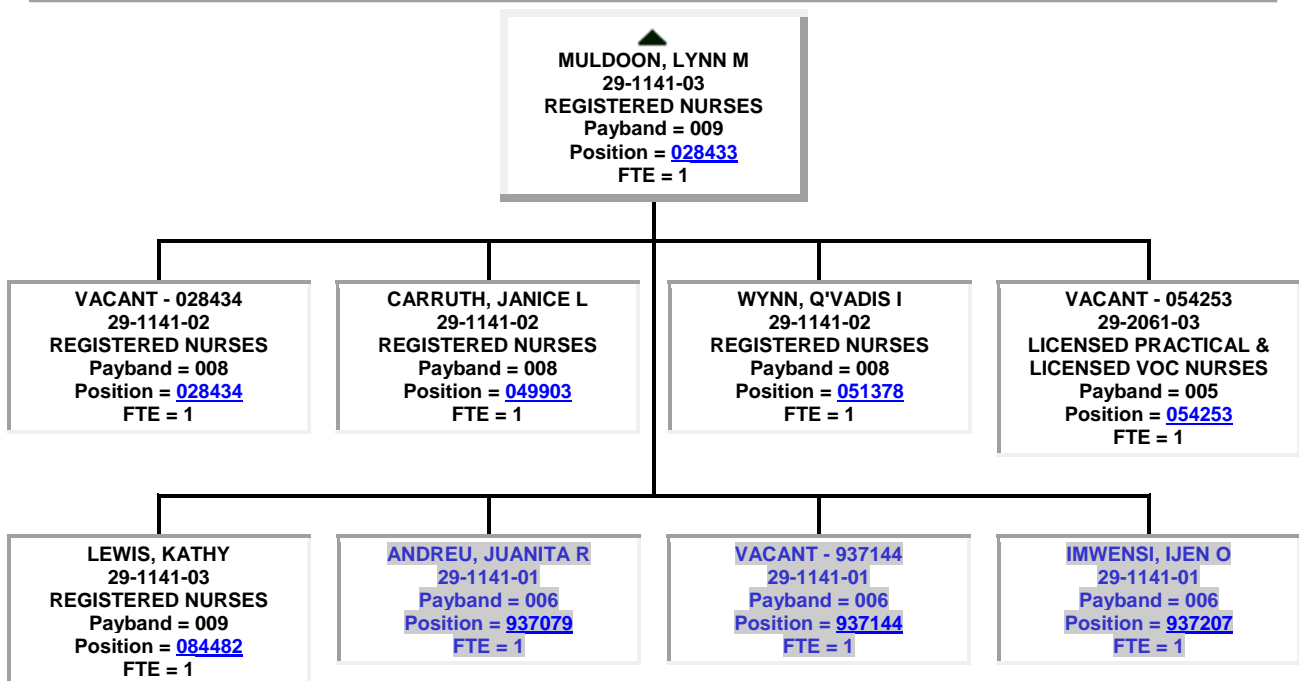 MULDOON, LYNN M
29-1141-03
REGISTERED NURSES
Payband = 009
Position = 028433
FTE = 1
VACANT - 028434
29-1141-02
REGISTERED NURSES
Payband = 008
Position = 028434
FTE = 1
CARRUTH, JANICE L
29-1141-02
REGISTERED NURSES
Payband = 008
Position = 049903
FTE = 1
WYNN, Q'VADIS I
29-1141-02
REGISTERED NURSES
Payband = 008
Position = 051378
FTE = 1
VACANT - 054253
29-2061-03
LICENSED PRACTICAL &
LICENSED VOC NURSES
Payband = 005
Position = 054253
FTE = 1
LEWIS, KATHY
29-1141-03
REGISTERED NURSES
Payband = 009
Position = 084482
FTE = 1
ANDREU, JUANITA R
29-1141-01
Payband = 006
Position = 937079
FTE = 1
VACANT - 937144
29-1141-01
Payband = 006
Position = 937144
FTE = 1
IMWENSI, IJEN O
29-1141-01
Payband = 006
Position = 937207
FTE = 1